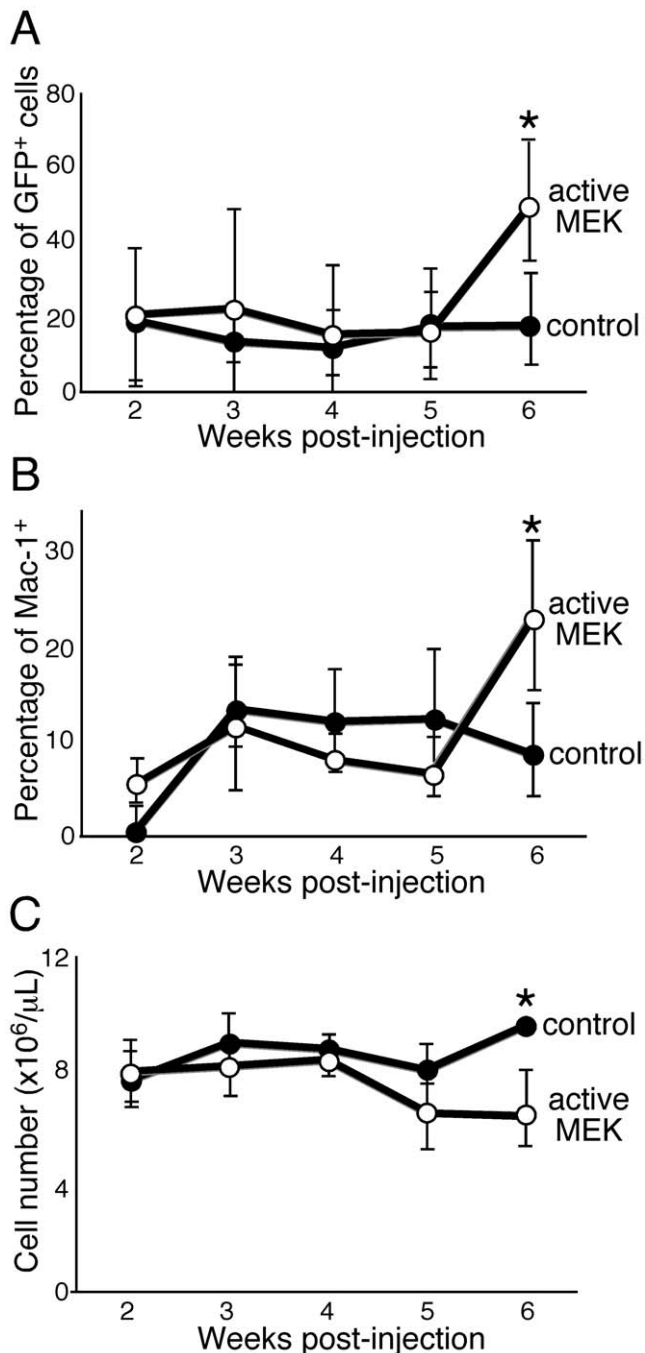 A
Percentage of GFP+ cells
80
60
40
20
0
*
active
MEK
control
2 3 4 5 6
Weeks post-injection
B
Percentage of Mac-1+
30
20
10
0
*
active
MEK
control
2 3 4 5 6
Weeks post-injection
C
Cell number (x10⁶/μL)
12
8
4
0
*
control
active
MEK
2 3 4 5 6
Weeks post-injection